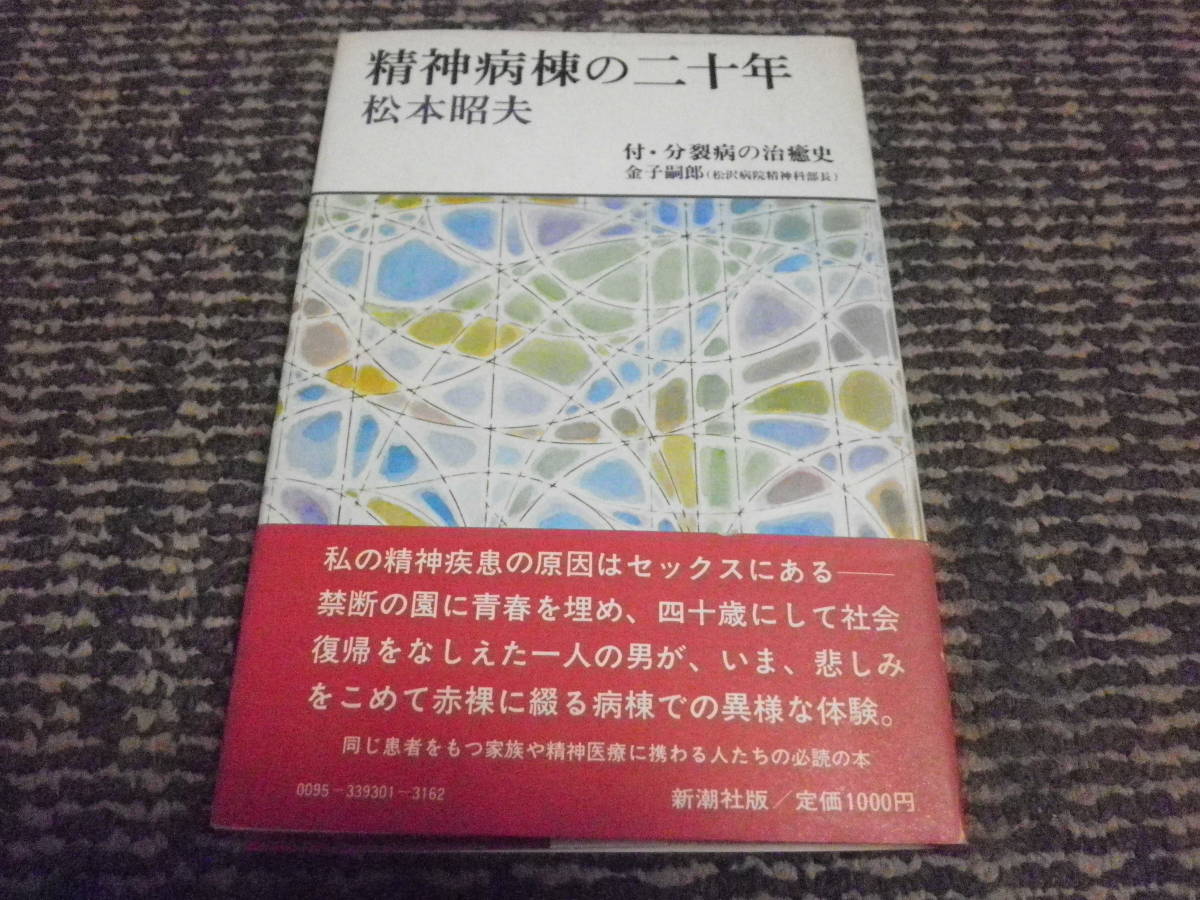 精神病棟の二十年
松本昭夫
付・分裂病の治癒史
金子嗣郎(松沢病院精神科部長)
私の精神疾患の原因はセックスにある——
禁断の園に青春を埋め、四十歳にして社会
復帰をなしえた一人の男が、いま、悲しみ
をこめて赤裸に綴る病棟での異様な体験。
同じ患者をもつ家族や精神医療に携わる人たちの必読の本
0095-339301-3162
新潮社版/定価1000円